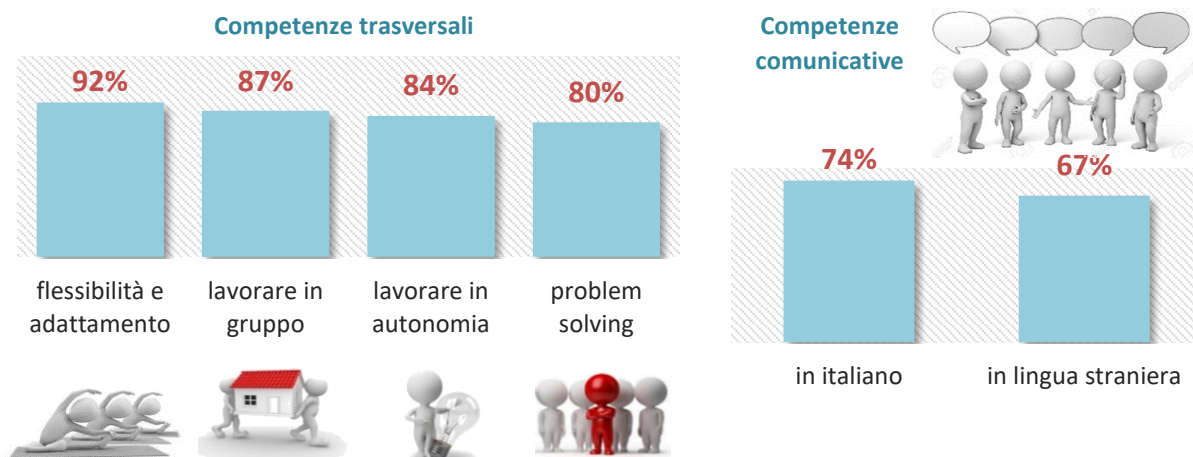 Competenze trasversali
92%
87%
84%
80%
flessibilità e
adattamento
lavorare in
gruppo
lavorare in
autonomia
problem
solving
Competenze
comunicative
74%
67%
in italiano
in lingua straniera